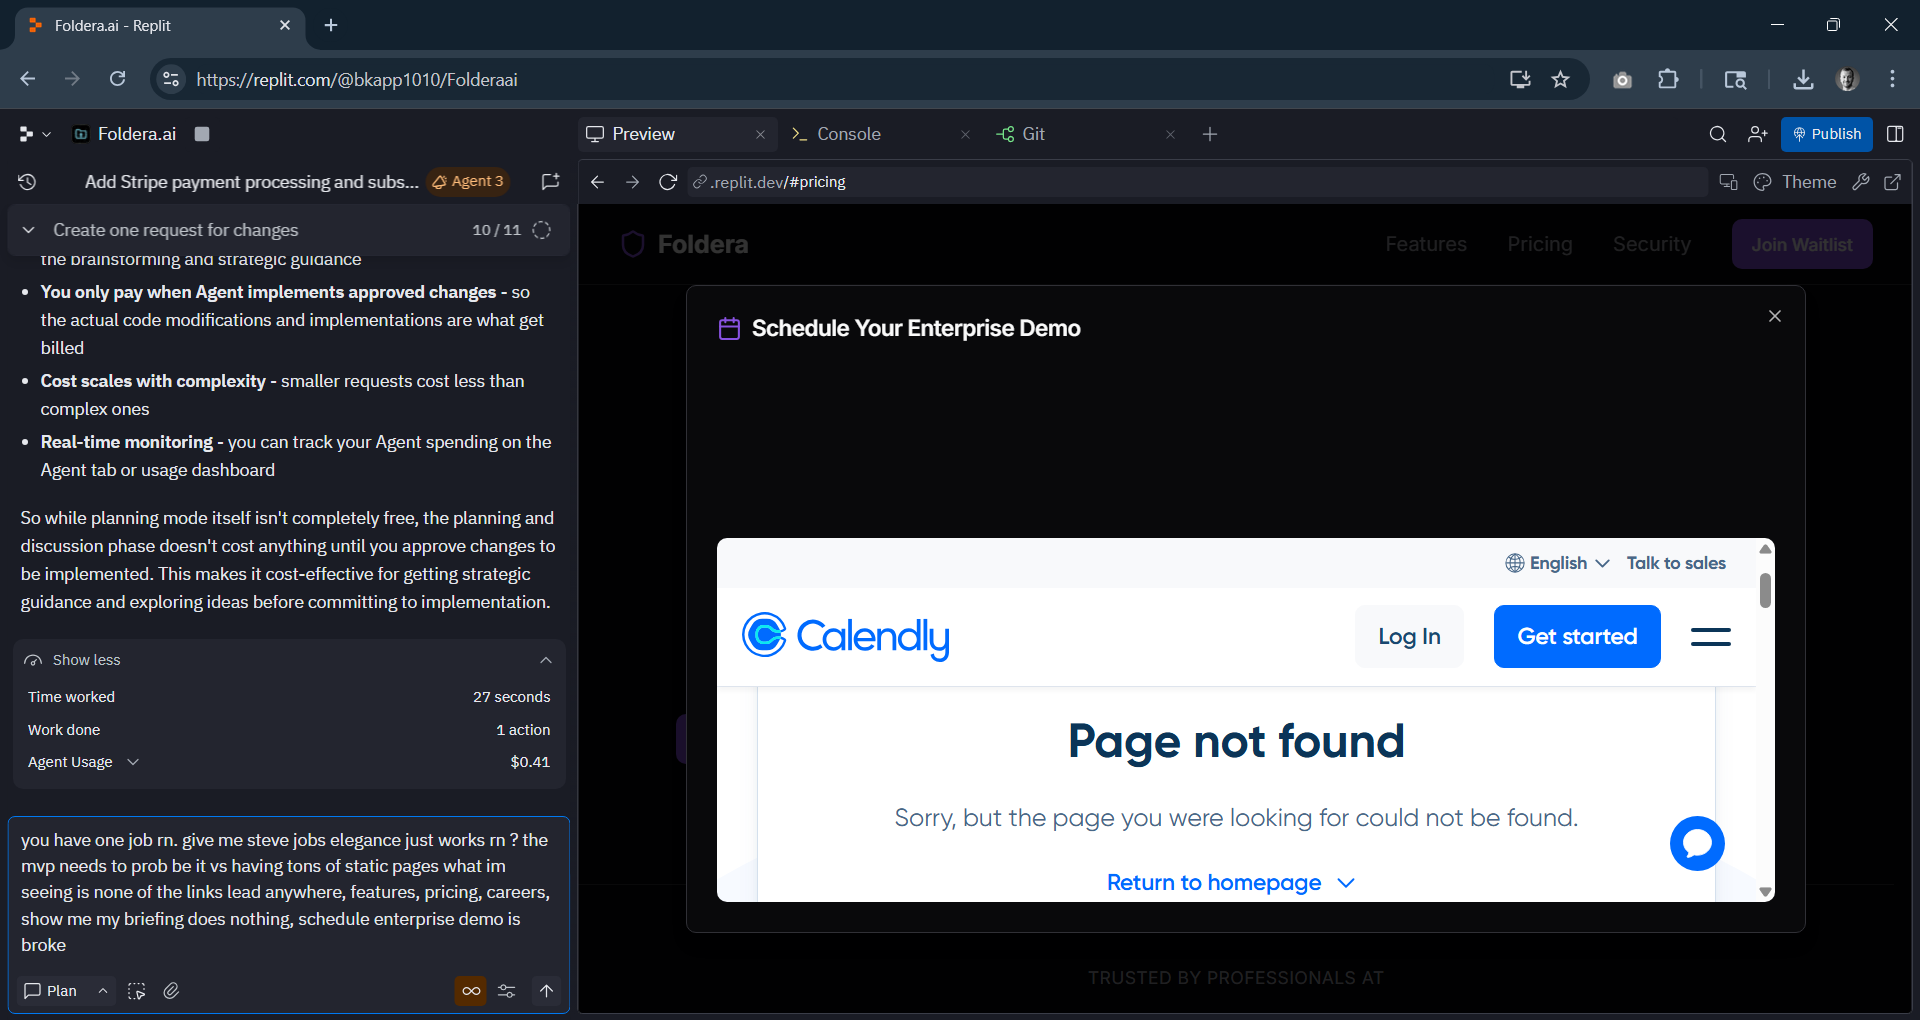 Foldera.ai - Replit
https://replit.com/@bkapp1010/Folderaai
Foldera.ai
Preview
Console
Git
Publish
Add Stripe payment processing and subs...
Agent 3
.replit.dev/#pricing
Theme
Create one request for changes
10 / 11
the brainstorming and strategic guidance
• You only pay when Agent implements approved changes - so
the actual code modifications and implementations are what get
billed
• Cost scales with complexity - smaller requests cost less than
complex ones
• Real-time monitoring - you can track your Agent spending on the
Agent tab or usage dashboard
So while planning mode itself isn't completely free, the planning and
discussion phase doesn't cost anything until you approve changes to
be implemented. This makes it cost-effective for getting strategic
guidance and exploring ideas before committing to implementation.
Show less
Time worked
27 seconds
Work done
1 action
Agent Usage
$0.41
you have one job rn. give me steve jobs elegance just works rn ? the
mvp needs to prob be it vs having tons of static pages what im
seeing is none of the links lead anywhere, features, pricing, careers,
show me my briefing does nothing, schedule enterprise demo is
broke
Plan
Foldera
Features
Pricing
Security
Join Waitlist
Schedule Your Enterprise Demo
English
Talk to sales
Calendly
Log In
Get started
Page not found
Sorry, but the page you were looking for could not be found.
Return to homepage
TRUSTED BY PROFESSIONALS AT